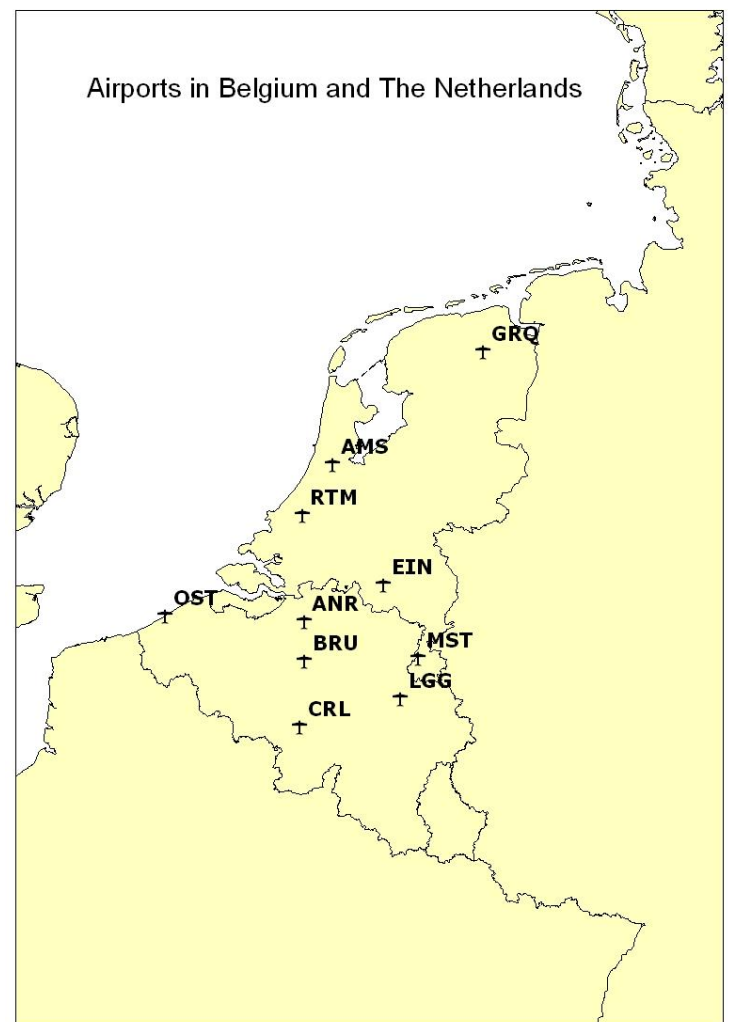 Airports in Belgium and The Netherlands
GRQ
AMS
RTM
EIN
OST
ANR
BRU
MST
LGG
CRL